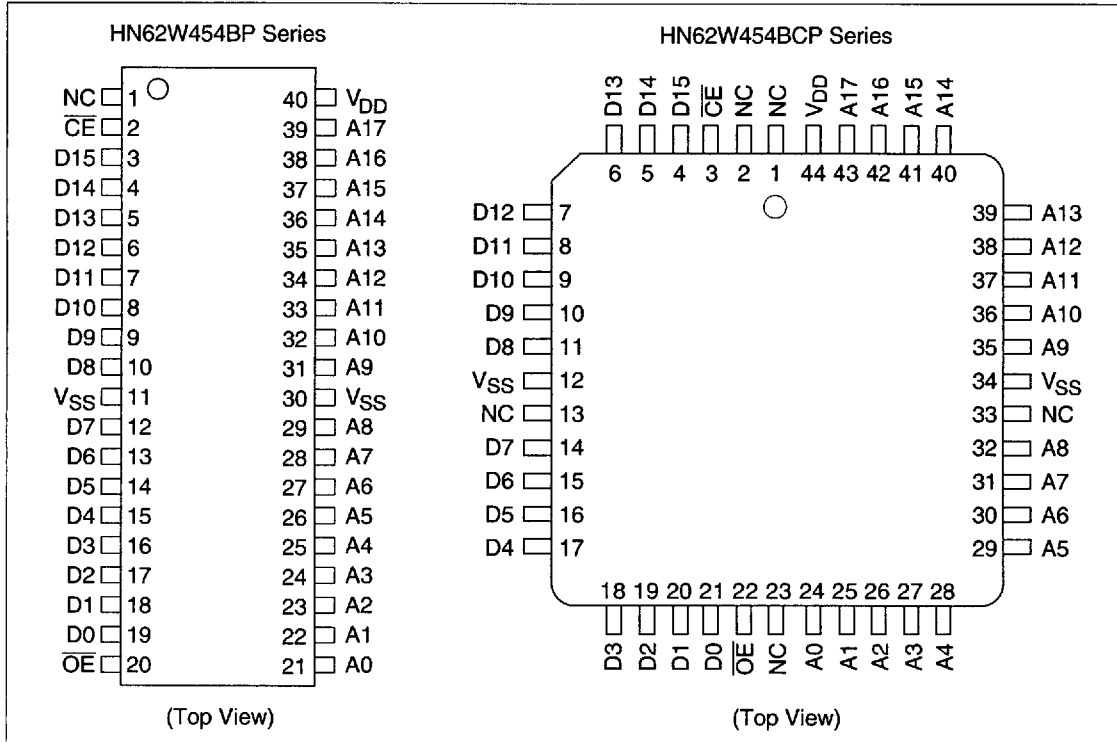 HN62W454BP Series
NC 1 40 VDD
CE 2 39 A17
D15 3 38 A16
D14 4 37 A15
D13 5 36 A14
D12 6 35 A13
D11 7 34 A12
D10 8 33 A11
D9 9 32 A10
D8 10 31 A9
VSS 11 30 VSS
D7 12 29 A8
D6 13 28 A7
D5 14 27 A6
D4 15 26 A5
D3 16 25 A4
D2 17 24 A3
D1 18 23 A2
D0 19 22 A1
OE 20 21 A0
(Top View)
HN62W454BCP Series
D13 D14 D15 CE NC NC VDD A17 A16 A15 A14
6 5 4 3 2 1 44 43 42 41 40
D12 7 39 A13
D11 8 38 A12
D10 9 37 A11
D9 10 36 A10
D8 11 35 A9
VSS 12 34 VSS
NC 13 33 NC
D7 14 32 A8
D6 15 31 A7
D5 16 30 A6
D4 17 29 A5
18 19 20 21 22 23 24 25 26 27 28
D3 D2 D1 D0 OE NC A0 A1 A2 A3 A4
(Top View)